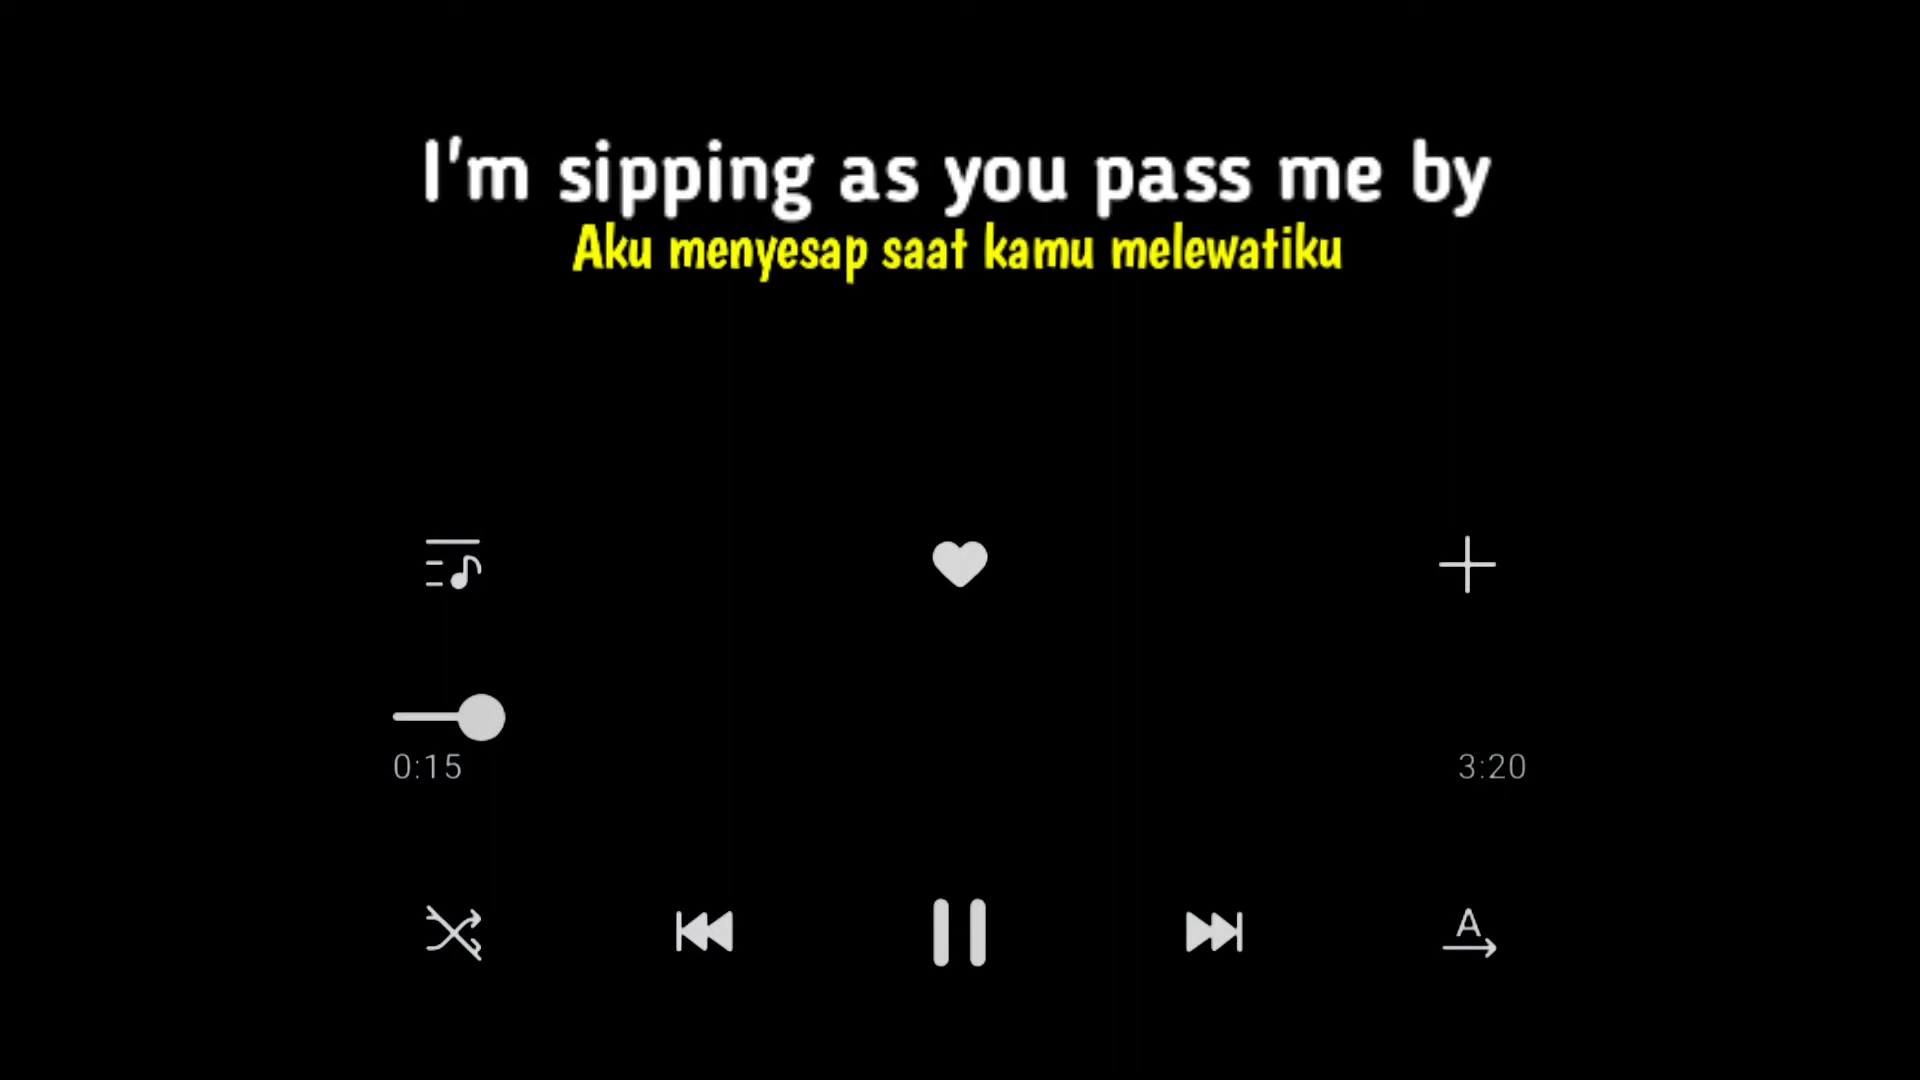 I'm sipping as you pass me by
Aku menyesap saat kamu melewatiku
0:15
3:20
A